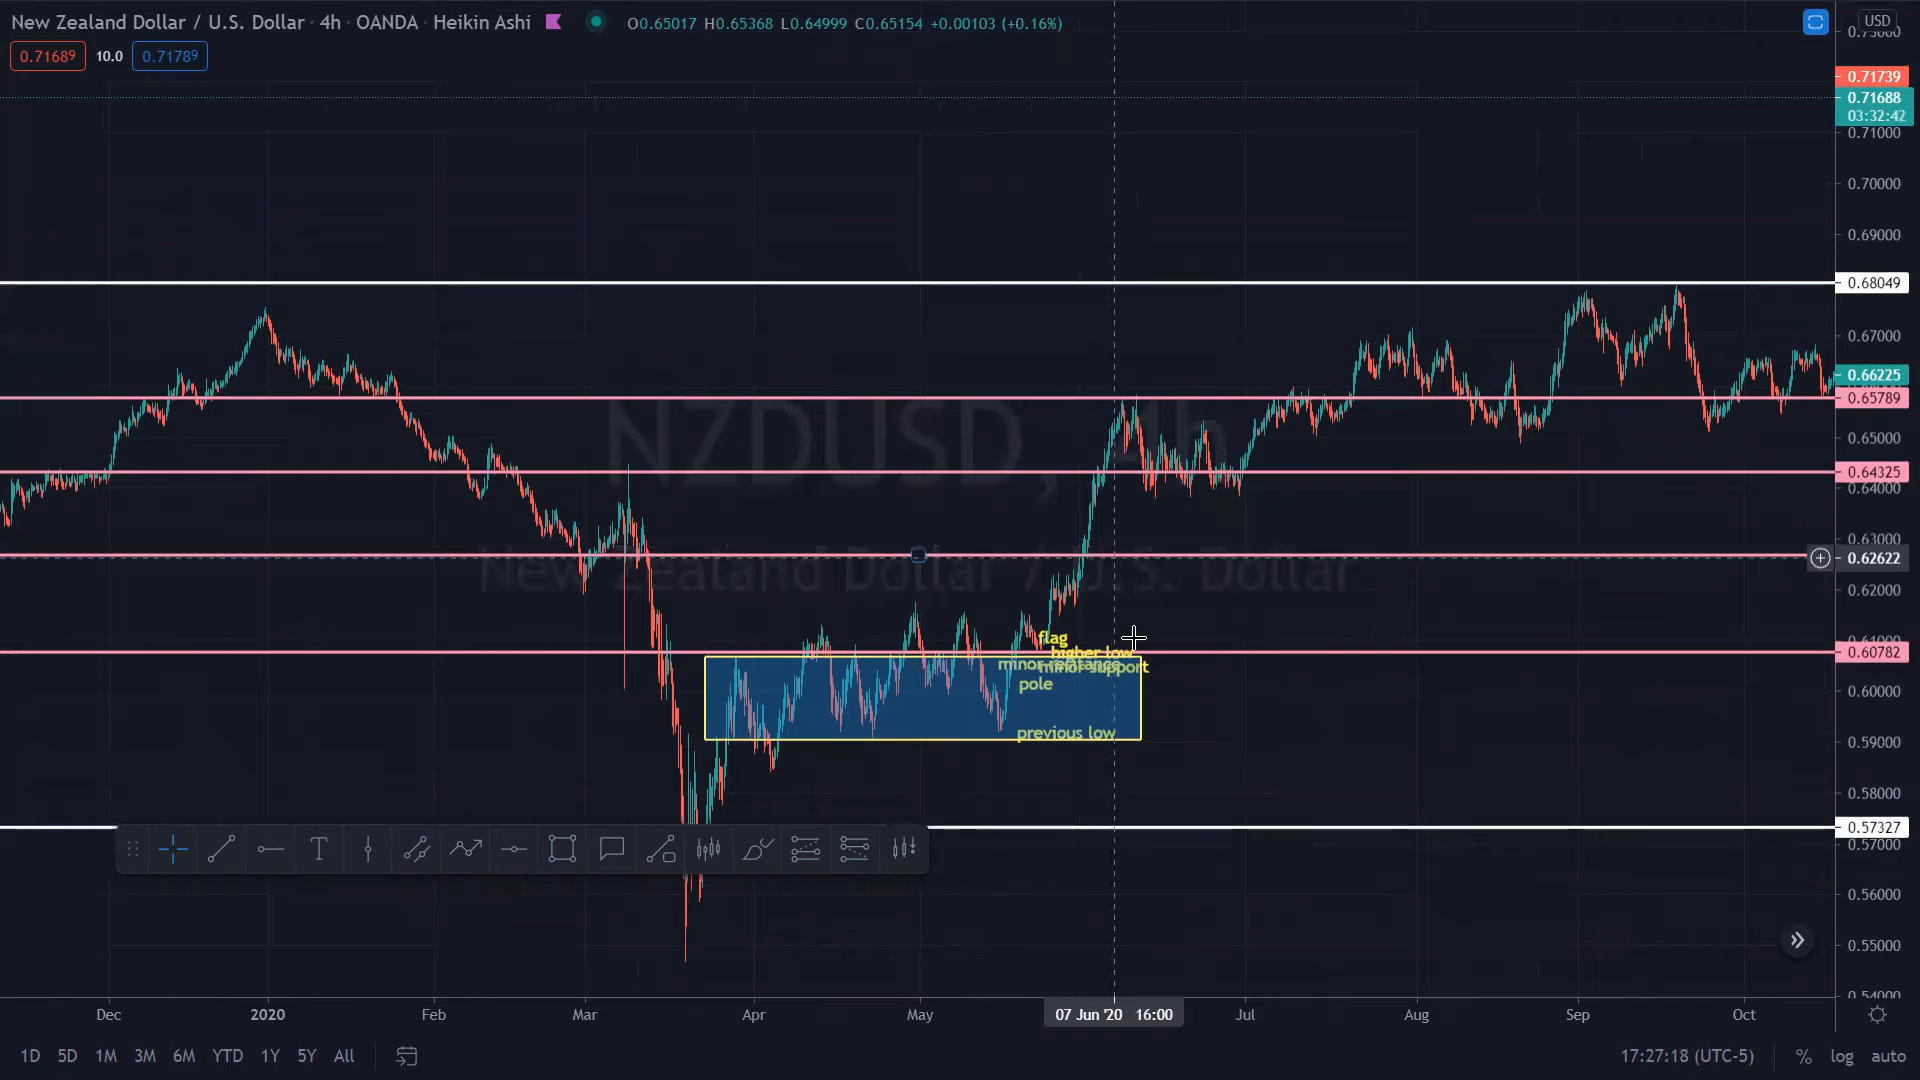 New Zealand Dollar / U.S. Dollar · 4h · OANDA · Heikin Ashi O0.65017 H0.65368 L0.64999 C0.65154 +0.00103 (+0.16%)
USD
0.73000
0.71689 10.0 0.71789
0.71739
0.71688
03:32:42
0.71000
0.70000
0.69000
0.68049
0.67000
0.66225
0.65789
NZDUSD, 4h
0.65000
0.64325
0.64000
0.63000
0.62622
New Zealand Dollar / U.S. Dollar
0.62000
flag
0.61000
higher low
0.60782
minor resistance
minor support
pole
0.60000
previous low
0.59000
0.58000
0.57327
0.57000
0.56000
0.55000
0.54000
Dec 2020 Feb Mar Apr May 07 Jun '20 16:00 Jul Aug Sep Oct
1D 5D 1M 3M 6M YTD 1Y 5Y All 17:27:18 (UTC-5) % log auto